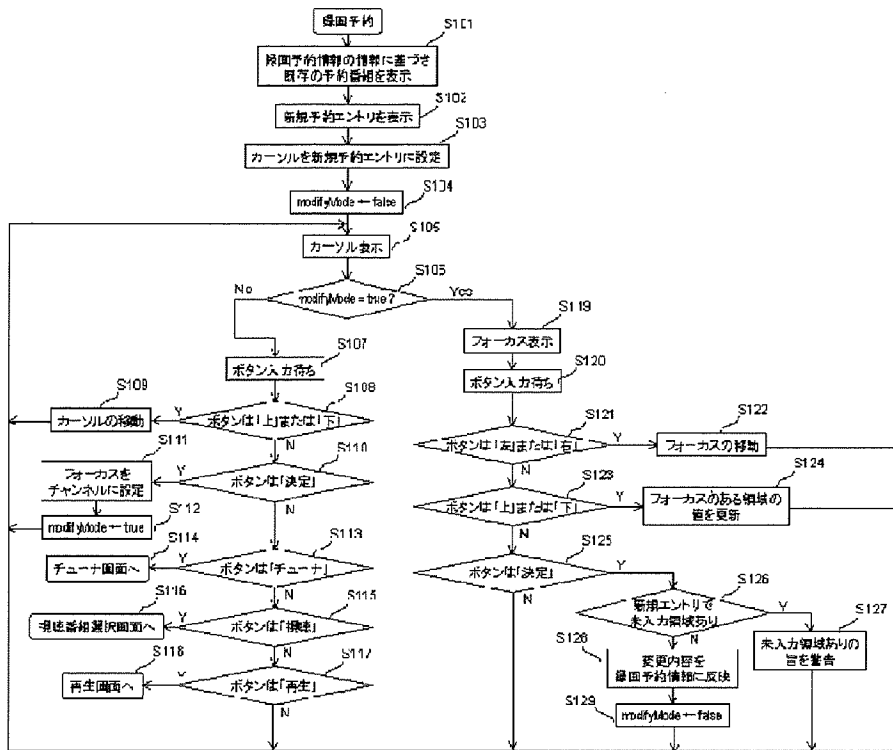 録画予約
S101
録画予約情報の情報に基づき
既存の予約番組を表示
S102
新規予約エントリを表示
S103
カーソルを新規予約エントリに設定
S104
modifyMode ← false
S106
カーソル表示
S105
No
modifyMode = true ?
Yes
S119
フォーカス表示
S107
ボタン入力待ち
S120
ボタン入力待ち
S109
カーソルの移動
Y
S108
ボタンは「上」または「下」
N
S121
ボタンは「左」または「右」
Y
N
S122
フォーカスの移動
S111
フォーカスを
チャンネルに設定
Y
S110
ボタンは「決定」
N
S123
ボタンは「上」または「下」
Y
N
S124
フォーカスのある領域の
値を更新
S112
modifyMode ← true
S114
チューナ画面へ
Y
S113
ボタンは「チューナ」
N
S125
ボタンは「決定」
Y
N
S116
視聴番組選択画面へ
Y
S115
ボタンは「視聴」
N
S126
新規エントリで
未入力領域あり
Y
N
S127
未入力領域ありの
旨を警告
S118
再生画面へ
Y
S117
ボタンは「再生」
N
S128
変更内容を
録画予約情報に反映
S129
modifyMode ← false